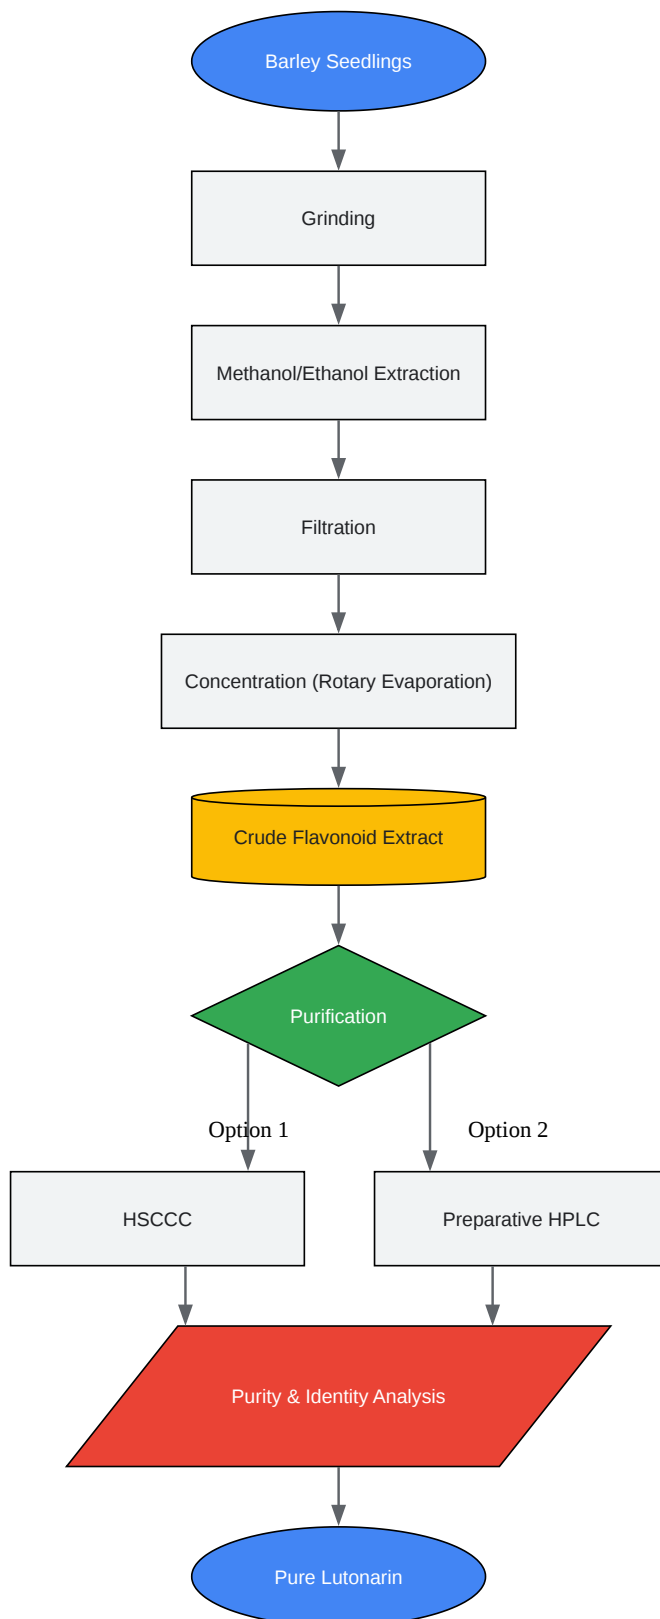 Barley Seedlings
Grinding
Methanol/Ethanol Extraction
Filtration
Concentration (Rotary Evaporation)
Crude Flavonoid Extract
Purification
Option 1
Option 2
HSCCC
Preparative HPLC
Purity & Identity Analysis
Pure Lutonarin